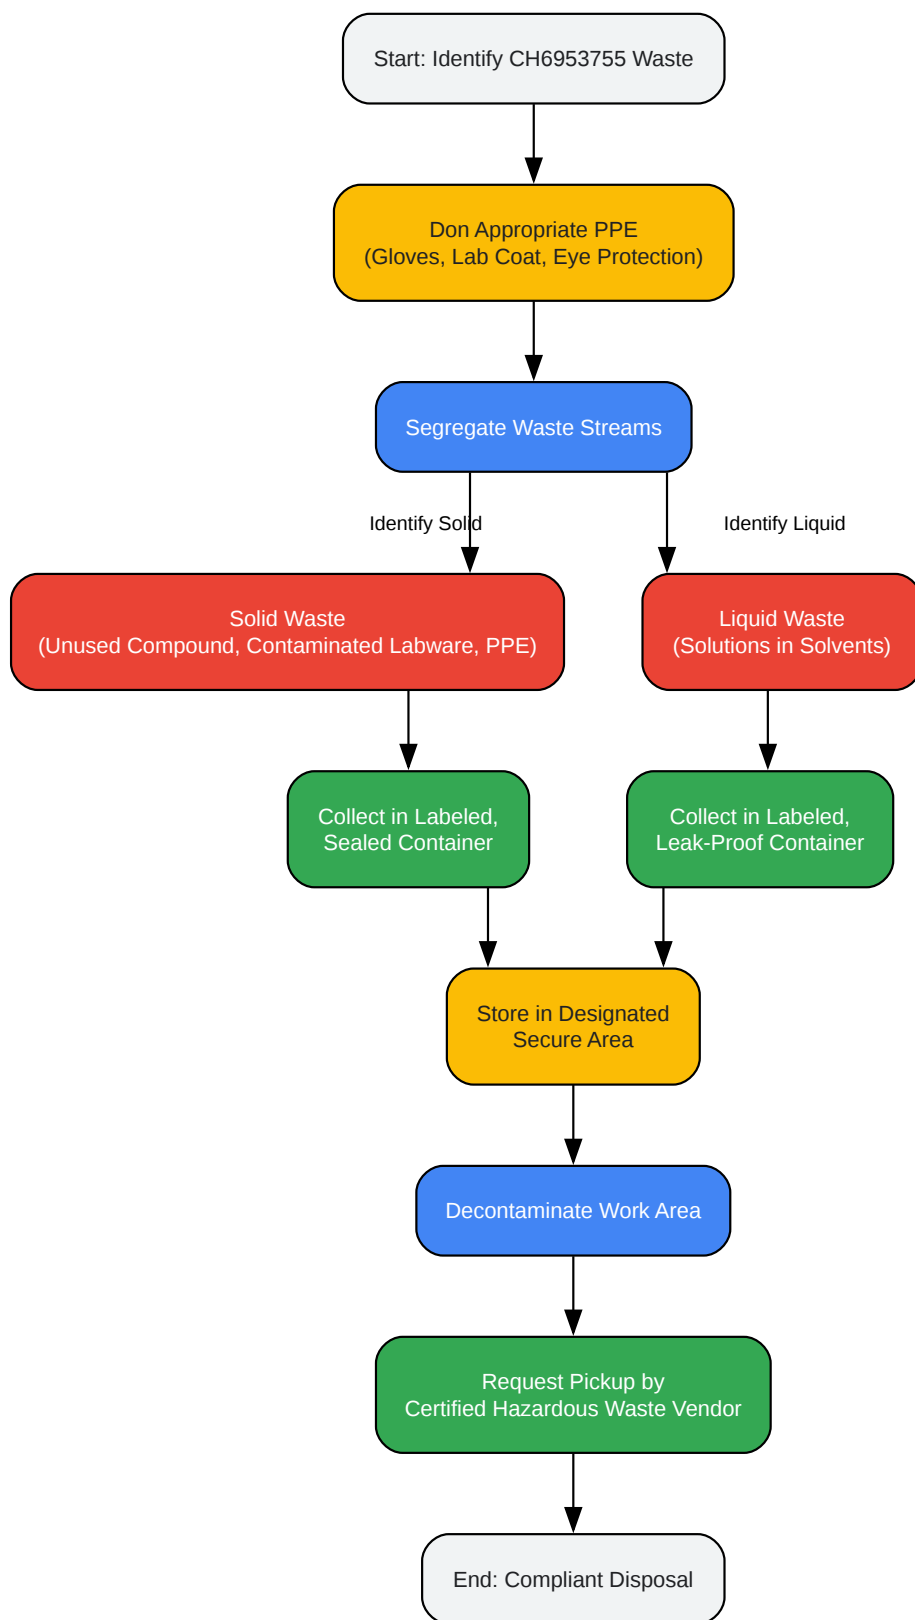 Start: Identify CH6953755 Waste
Don Appropriate PPE
(Gloves, Lab Coat, Eye Protection)
Segregate Waste Streams
Identify Solid
Identify Liquid
Solid Waste
(Unused Compound, Contaminated Labware, PPE)
Liquid Waste
(Solutions in Solvents)
Collect in Labeled,
Sealed Container
Collect in Labeled,
Leak-Proof Container
Store in Designated
Secure Area
Decontaminate Work Area
Request Pickup by
Certified Hazardous Waste Vendor
End: Compliant Disposal